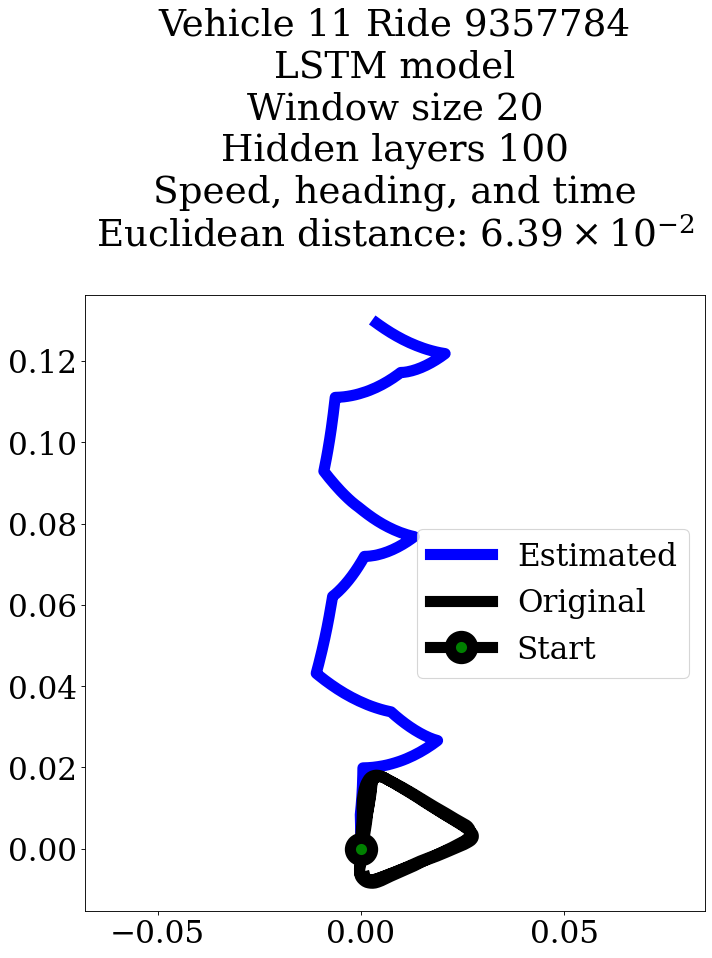 Vehicle 11 Ride 9357784
LSTM model
Window size 20
Hidden layers 100
Speed, heading, and time
Euclidean distance: 6.39 × 10⁻²
0.12
0.10
0.08
0.06
0.04
0.02
0.00
Estimated
Original
Start
−0.05
0.00
0.05